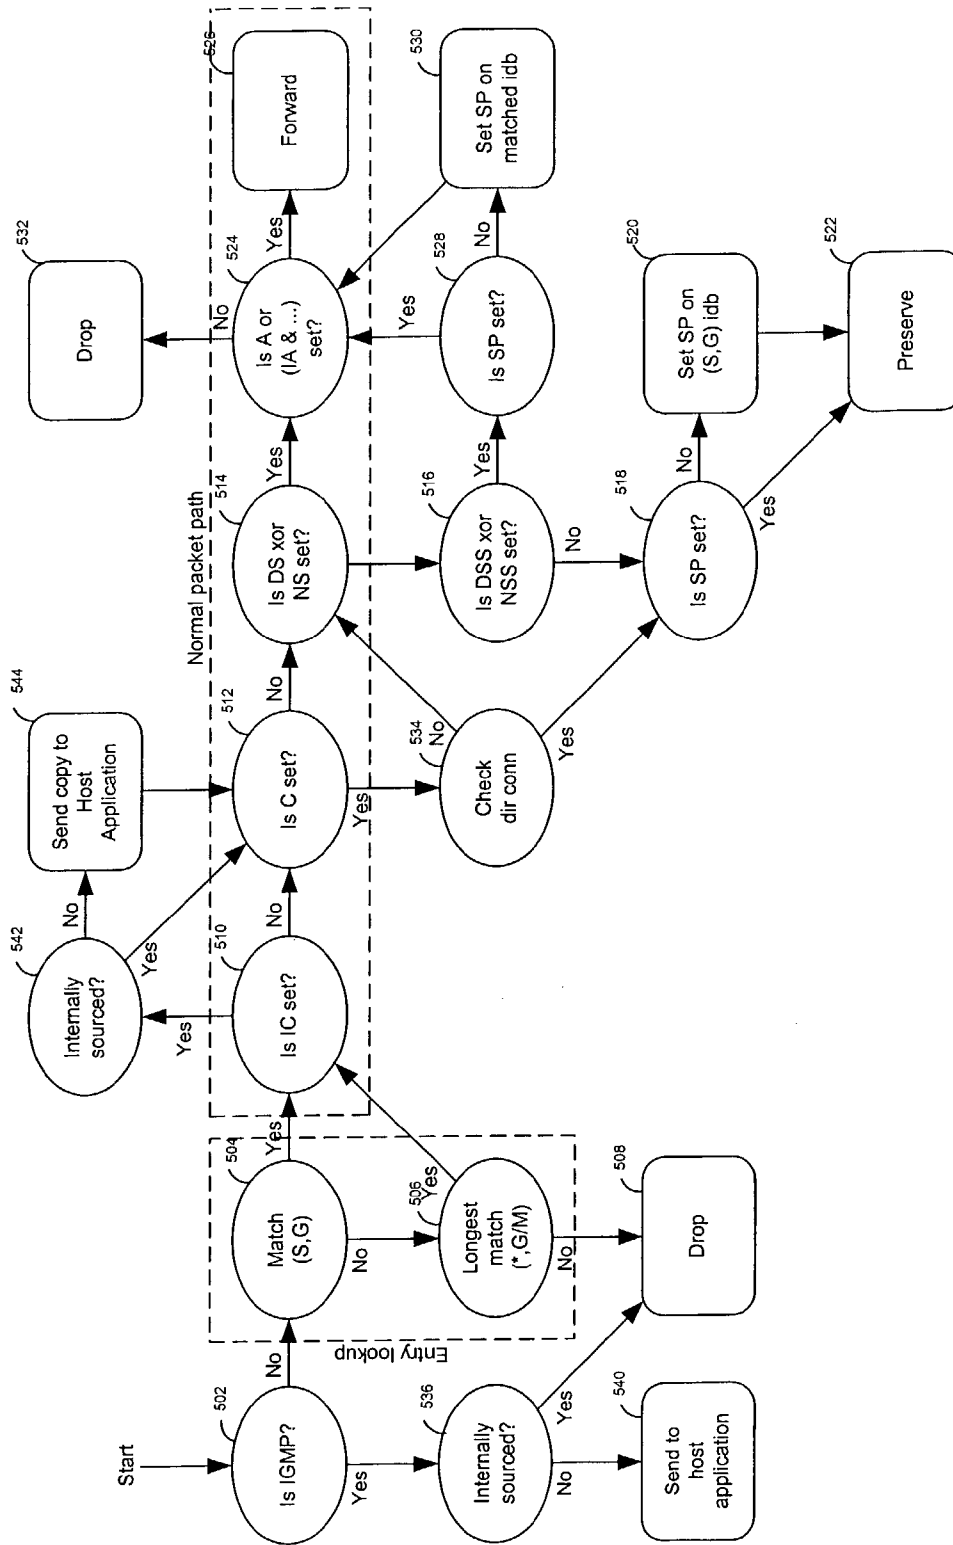 Start
502
Is IGMP?
No
Yes
536
Internally
sourced?
Yes
No
540
Send to
host
application
Entry lookup
504
Match
(S,G)
Yes
No
506
Longest
match
(*,G/M)
Yes
No
508
Drop
Normal packet path
510
Is IC set?
No
Yes
542
Internally
sourced?
No
Yes
544
Send copy to
Host
Application
512
Is C set?
No
Yes
534
Check
dir conn
No
Yes
514
Is DS xor
NS set?
Yes
516
Is DSS xor
NSS set?
Yes
No
518
Is SP set?
No
Yes
520
Set SP on
(S,G) idb
522
Preserve
524
Is A or
(IA & ...)
set?
Yes
No
526
Forward
528
Is SP set?
Yes
No
530
Set SP on
matched idb
532
Drop